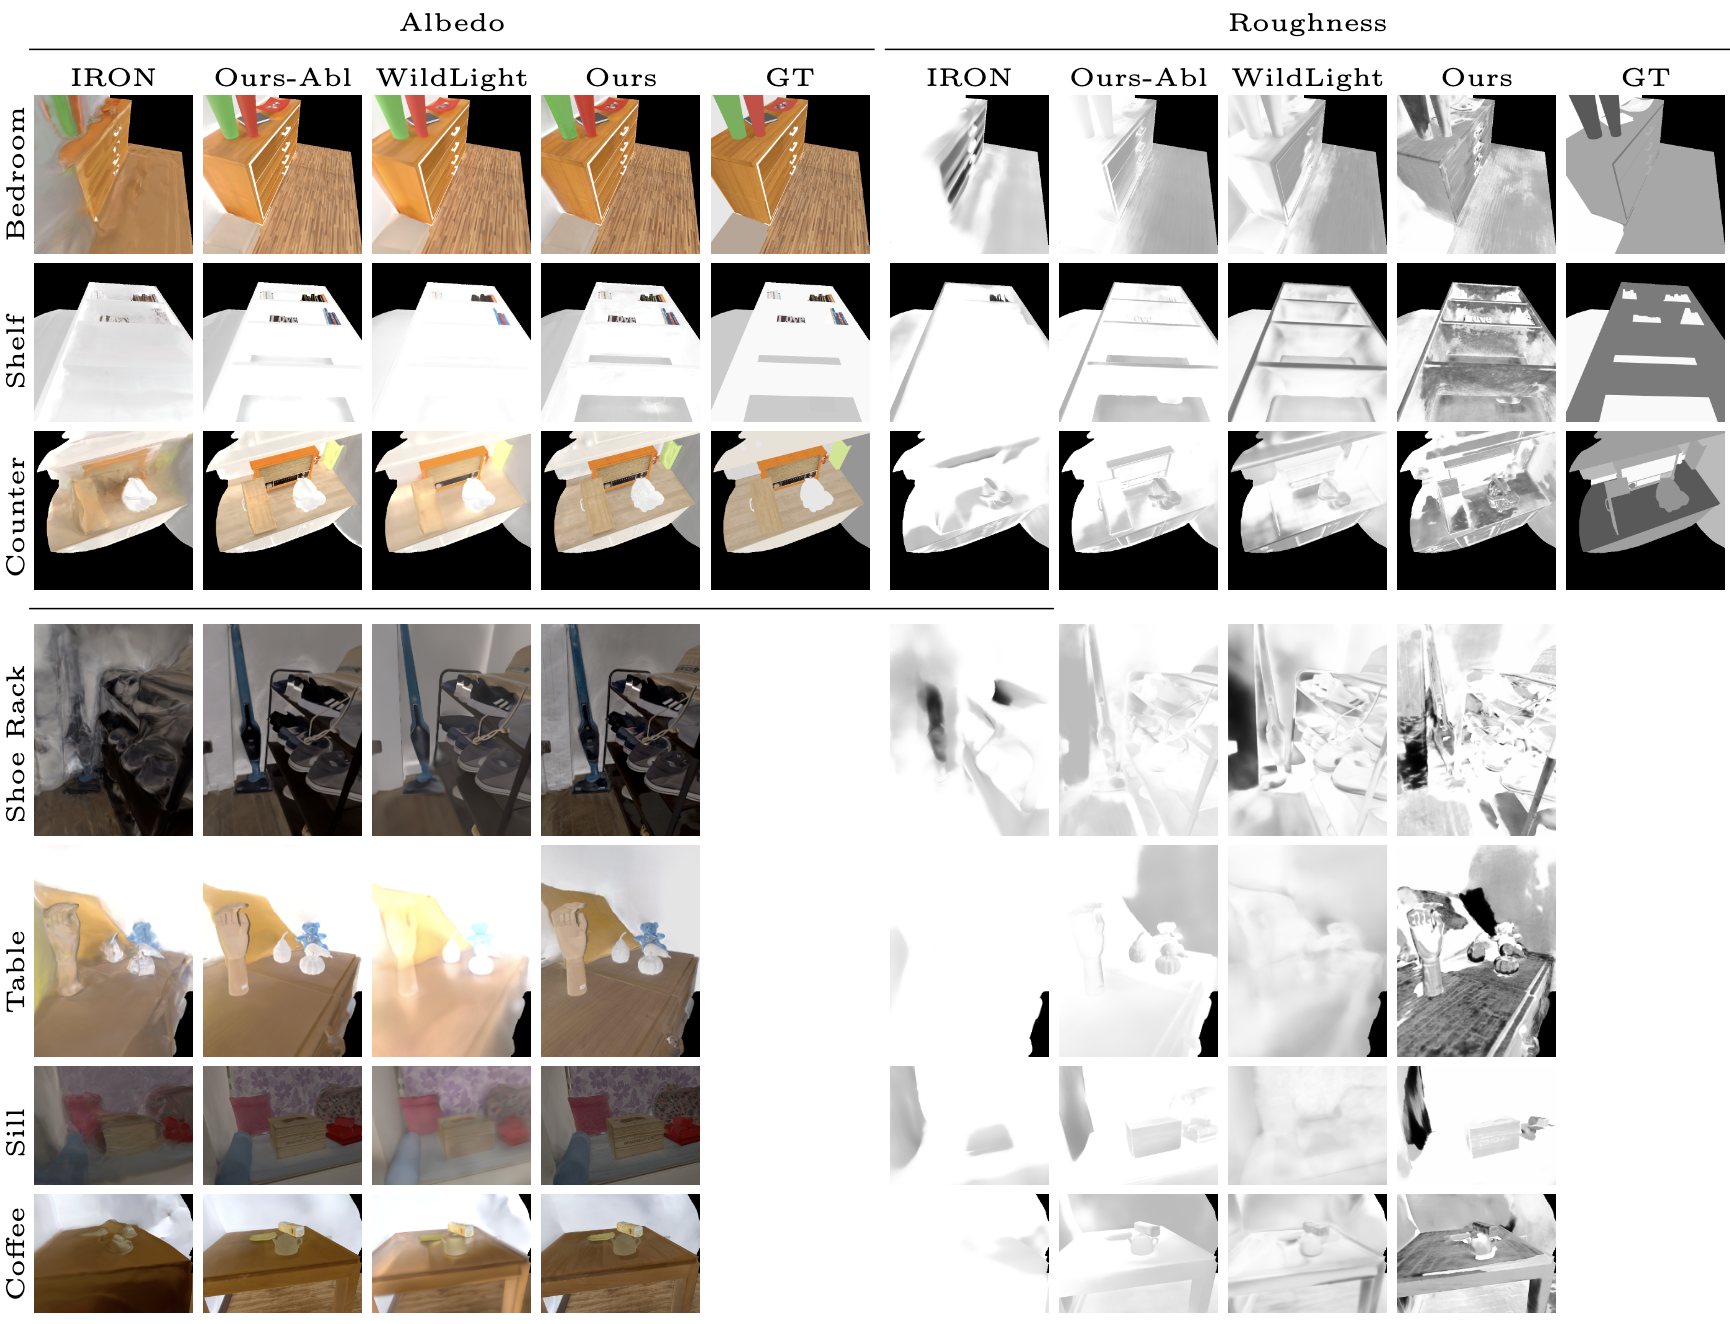 Albedo Roughness
IRON Ours-Abl WildLight Ours GT IRON Ours-Abl WildLight Ours GT
Bedroom
Shelf
Counter
Shoe Rack
Table
Sill
Coffee